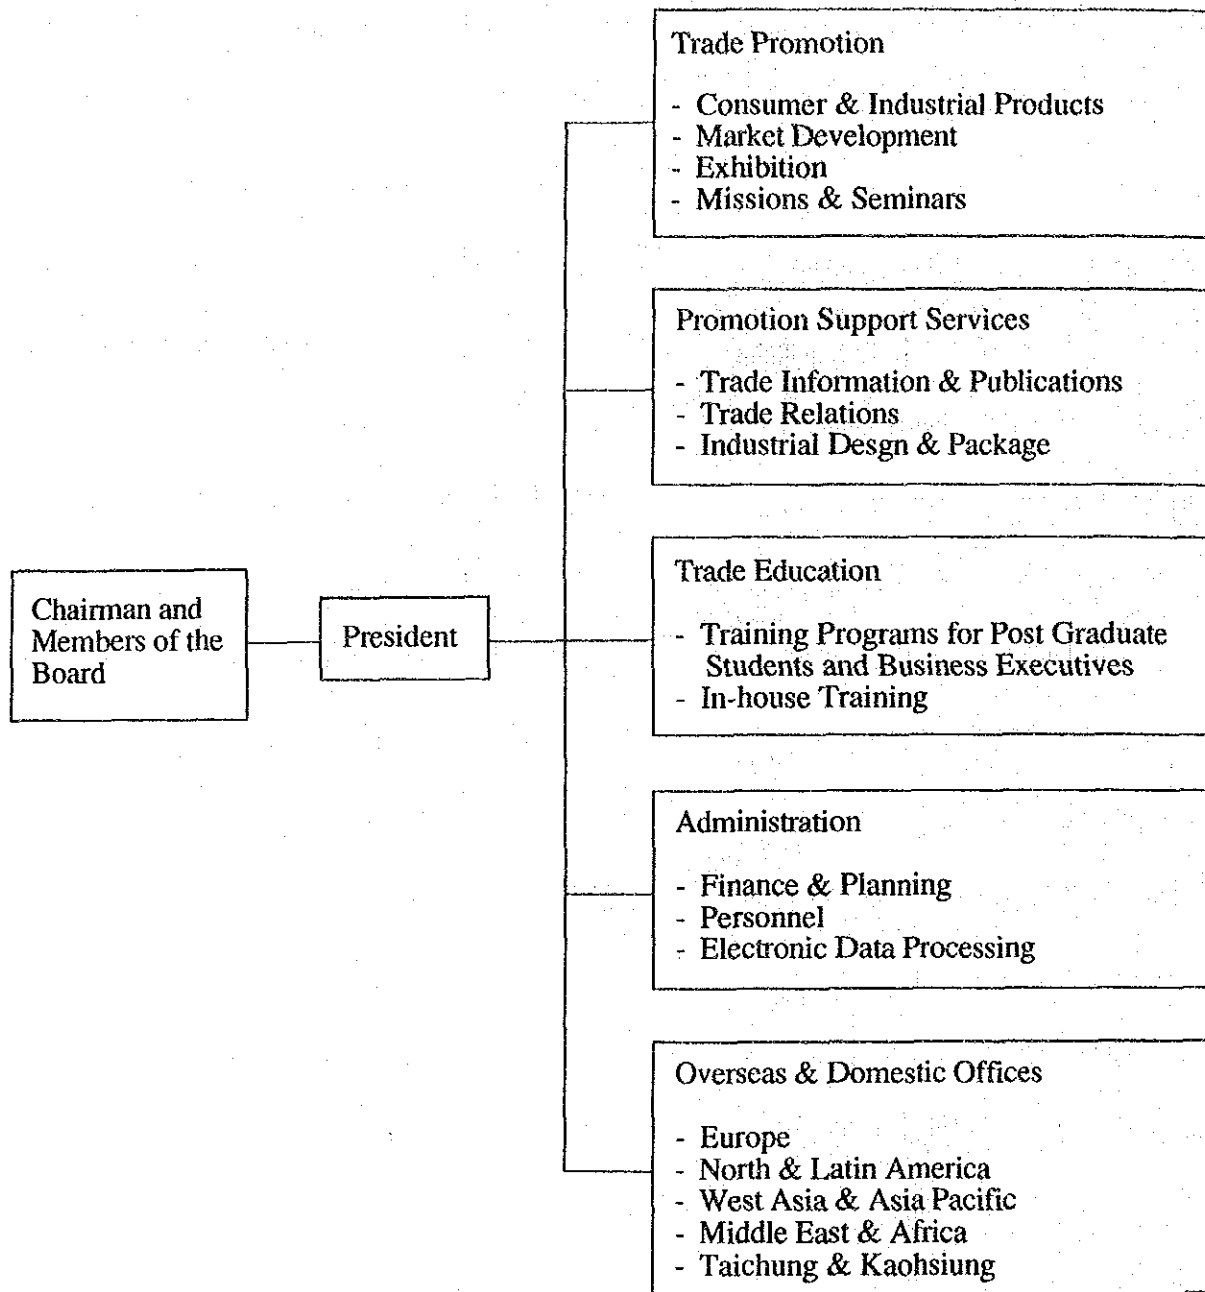 Trade Promotion
- Consumer & Industrial Products
- Market Development
- Exhibition
- Missions & Seminars
Promotion Support Services
- Trade Information & Publications
- Trade Relations
- Industrial Desgn & Package
Chairman and
Members of the
Board
President
Trade Education
- Training Programs for Post Graduate
Students and Business Executives
- In-house Training
Administration
- Finance & Planning
- Personnel
- Electronic Data Processing
Overseas & Domestic Offices
- Europe
- North & Latin America
- West Asia & Asia Pacific
- Middle East & Africa
- Taichung & Kaohsiung